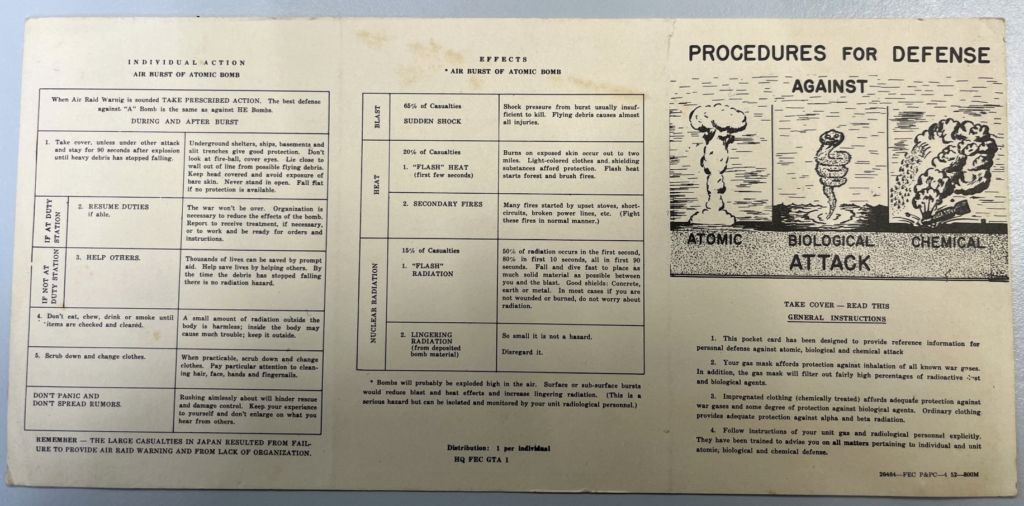 INDIVIDUAL ACTION
AIR BURST OF ATOMIC BOMB
When Air Raid Warnig is sounded TAKE PRESCRIBED ACTION. The best defense
against "A" Bomb is the same as against HE Bombs.
DURING AND AFTER BURST
1. Take cover, unless under other attack
and stay for 90 seconds after explosion
until heavy debris has stopped falling.
Underground shelters, ships, basements and
slit trenches give good protection. Don't
look at fire-ball, cover eyes. Lie close to
wall out of line from possible flying debris.
Keep head covered and avoid exposure of
bare skin. Never stand in open. Fall flat
if no protection is available.
IF AT DUTY
STATION
2. RESUME DUTIES
if able.
The war won't be over. Organization is
necessary to reduce the effects of the bomb.
Report to receive treatment, if necessary,
or to work and be ready for orders and
instructions.
IF NOT AT
DUTY STATION
3. HELP OTHERS.
Thousands of lives can be saved by prompt
aid. Help save lives by helping others. By
the time the debris has stopped falling
there is no radiation hazard.
4. Don't eat, chew, drink or smoke until
items are checked and cleared.
A small amount of radiation outside the
body is harmless; inside the body may
cause much trouble; keep it outside.
5. Scrub down and change clothes.
When practicable, scrub down and change
clothes. Pay particular attention to clean-
ing hair, face, hands and fingernails.
DON'T PANIC AND
DON'T SPREAD RUMORS.
Rushing aimlessly about will hinder rescue
and damage control. Keep your experience
to yourself and don't enlarge on what you
hear from others.
REMEMBER — THE LARGE CASUALTIES IN JAPAN RESULTED FROM FAIL-
URE TO PROVIDE AIR RAID WARNING AND FROM LACK OF ORGANIZATION.
EFFECTS
* AIR BURST OF ATOMIC BOMB
BLAST
65% of Casualties
SUDDEN SHOCK
Shock pressure from burst usually insuf-
ficient to kill. Flying debris causes almost
all injuries.
HEAT
20% of Casualties
1. "FLASH" HEAT
(first few seconds)
Burns on exposed skin occur out to two
miles. Light-colored clothes and shielding
substances afford protection. Flash heat
starts forest and brush fires.
2. SECONDARY FIRES
Many fires started by upset stoves, short-
circuits, broken power lines, etc. (Fight
these fires in normal manner.)
NUCLEAR RADIATION
15% of Casualties
1. "FLASH"
RADIATION
50% of radiation occurs in the first second,
80% in first 10 seconds, all in first 90
seconds. Fall and dive fast to place as
much solid material as possible between
you and the blast. Good shields: Concrete,
earth or metal. In most cases if you are
not wounded or burned, do not worry about
radiation.
2. LINGERING
RADIATION
(from deposited
bomb material)
So small it is not a hazard.
Disregard it.
* Bombs will probably be exploded high in the air. Surface or sub-surface bursts
would reduce blast and heat effects and increase lingering radiation. (This is a
serious hazard but can be isolated and monitored by your unit radiological personnel.)
Distribution: 1 per individual
HQ FEC GTA 1
PROCEDURES FOR DEFENSE
AGAINST
ATOMIC BIOLOGICAL CHEMICAL
ATTACK
TAKE COVER — READ THIS
GENERAL INSTRUCTIONS
1. This pocket card has been designed to provide reference information for
personal defense against atomic, biological and chemical attack
2. Your gas mask affords protection against inhalation of all known war gases.
In addition, the gas mask will filter out fairly high percentages of radioactive dust
and biological agents.
3. Impregnated clothing (chemically treated) affords adequate protection against
war gases and some degree of protection against biological agents. Ordinary clothing
provides adequate protection against alpha and beta radiation.
4. Follow instructions of your unit gas and radiological personnel explicitly.
They have been trained to advise you on all matters pertaining to individual and unit
atomic, biological and chemical defense.
26464—FEC P&PC—4 52—800M